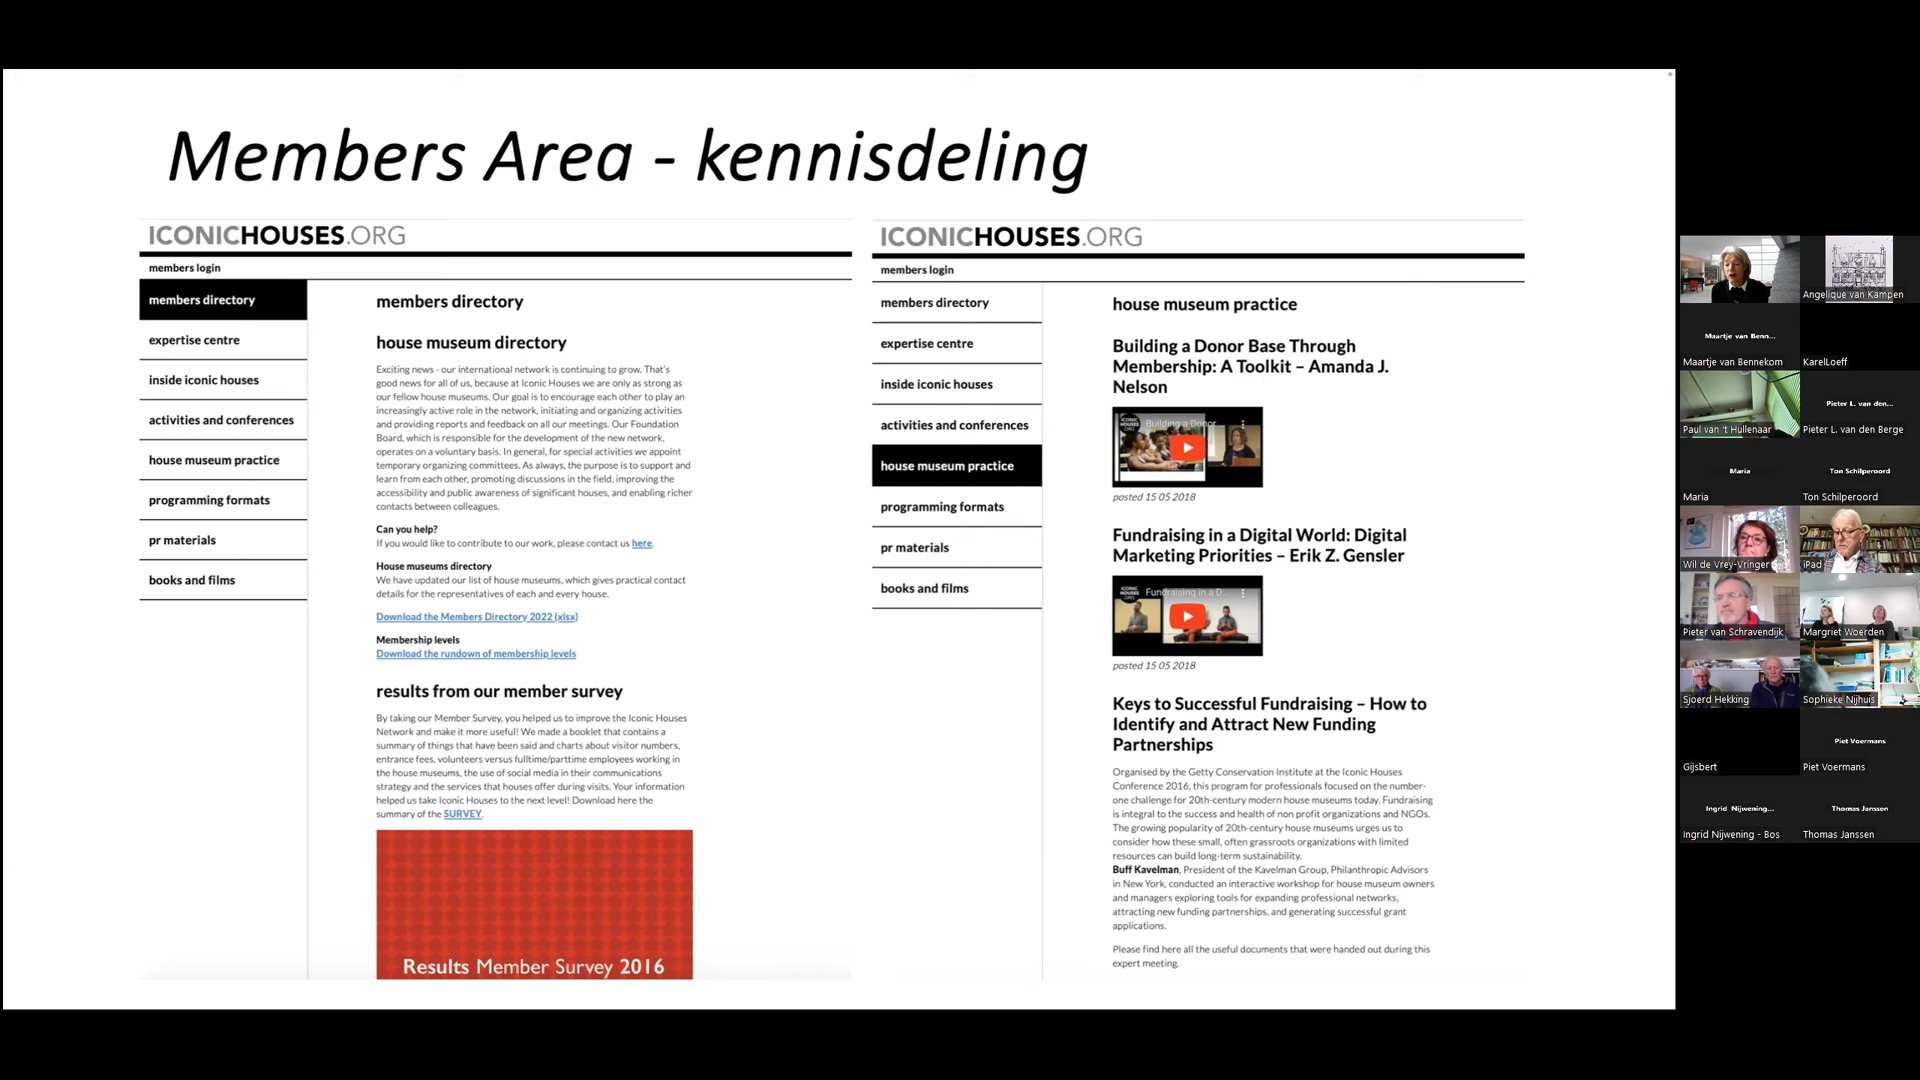 Members Area - kennisdeling
ICONICHOUSES.ORG
members login
members directory
expertise centre
inside iconic houses
activities and conferences
house museum practice
programming formats
pr materials
books and films
members directory
house museum directory
Exciting news - our international network is continuing to grow. That's
good news for all of us, because at Iconic Houses we are only as strong as
our fellow house museums. Our goal is to encourage each other to play an
increasingly active role in the network, initiating and organizing activities
and providing reports and feedback on all our meetings. Our Foundation
Board, which is responsible for the development of the new network,
operates on a voluntary basis. In general, for special activities we appoint
temporary organizing committees. As always, the purpose is to support and
learn from each other, promoting discussions in the field, improving the
accessibility and public awareness of significant houses, and enabling richer
contacts between colleagues.
Can you help?
If you would like to contribute to our work, please contact us here.
House museums directory
We have updated our list of house museums, which gives practical contact
details for the representatives of each and every house.
Download the Members Directory 2022 (xlsx)
Membership levels
Download the rundown of membership levels
results from our member survey
By taking our Member Survey, you helped us to improve the Iconic Houses
Network and make it more useful! We made a booklet that contains a
summary of things that have been said and charts about visitor numbers,
entrance fees, volunteers versus fulltime/parttime employees working in
the house museums, the use of social media in their communications
strategy and the services that houses offer during visits. Your information
helped us take Iconic Houses to the next level! Download here the
summary of the SURVEY.
Results Member Survey 2016
ICONICHOUSES.ORG
members login
members directory
expertise centre
inside iconic houses
activities and conferences
house museum practice
programming formats
pr materials
books and films
house museum practice
Building a Donor Base Through
Membership: A Toolkit – Amanda J.
Nelson
ICONIC HOUSES .ORG
Building a Donor
posted 15 05 2018
Fundraising in a Digital World: Digital
Marketing Priorities – Erik Z. Gensler
ICONIC HOUSES .ORG
Fundraising in a D...
posted 15 05 2018
Keys to Successful Fundraising – How to
Identify and Attract New Funding
Partnerships
Organised by the Getty Conservation Institute at the Iconic Houses
Conference 2016, this program for professionals focused on the number-
one challenge for 20th-century modern house museums today. Fundraising
is integral to the success and health of non profit organizations and NGOs.
The growing popularity of 20th-century house museums urges us to
consider how these small, often grassroots organizations with limited
resources can build long-term sustainability.
Buff Kavelman, President of the Kavelman Group, Philanthropic Advisors
in New York, conducted an interactive workshop for house museum owners
and managers exploring tools for expanding professional networks,
attracting new funding partnerships, and generating successful grant
applications.
Please find here all the useful documents that were handed out during this
expert meeting.
Angelique van Kampen
Maartje van Benn...
Maartje van Bennekom
KarelLoeff
Paul van 't Hullenaar
Pieter L. van den...
Pieter L. van den Berge
Maria
Maria
Ton Schilperoord
Ton Schilperoord
Wil de Vrey-Vringer
iPad
Pieter van Schravendijk
Margriet Woerden
Sjoerd Hekking
Sophieke Nijhuis
Gijsbert
Piet Voermans
Piet Voermans
Ingrid Nijwening...
Ingrid Nijwening - Bos
Thomas Janssen
Thomas Janssen